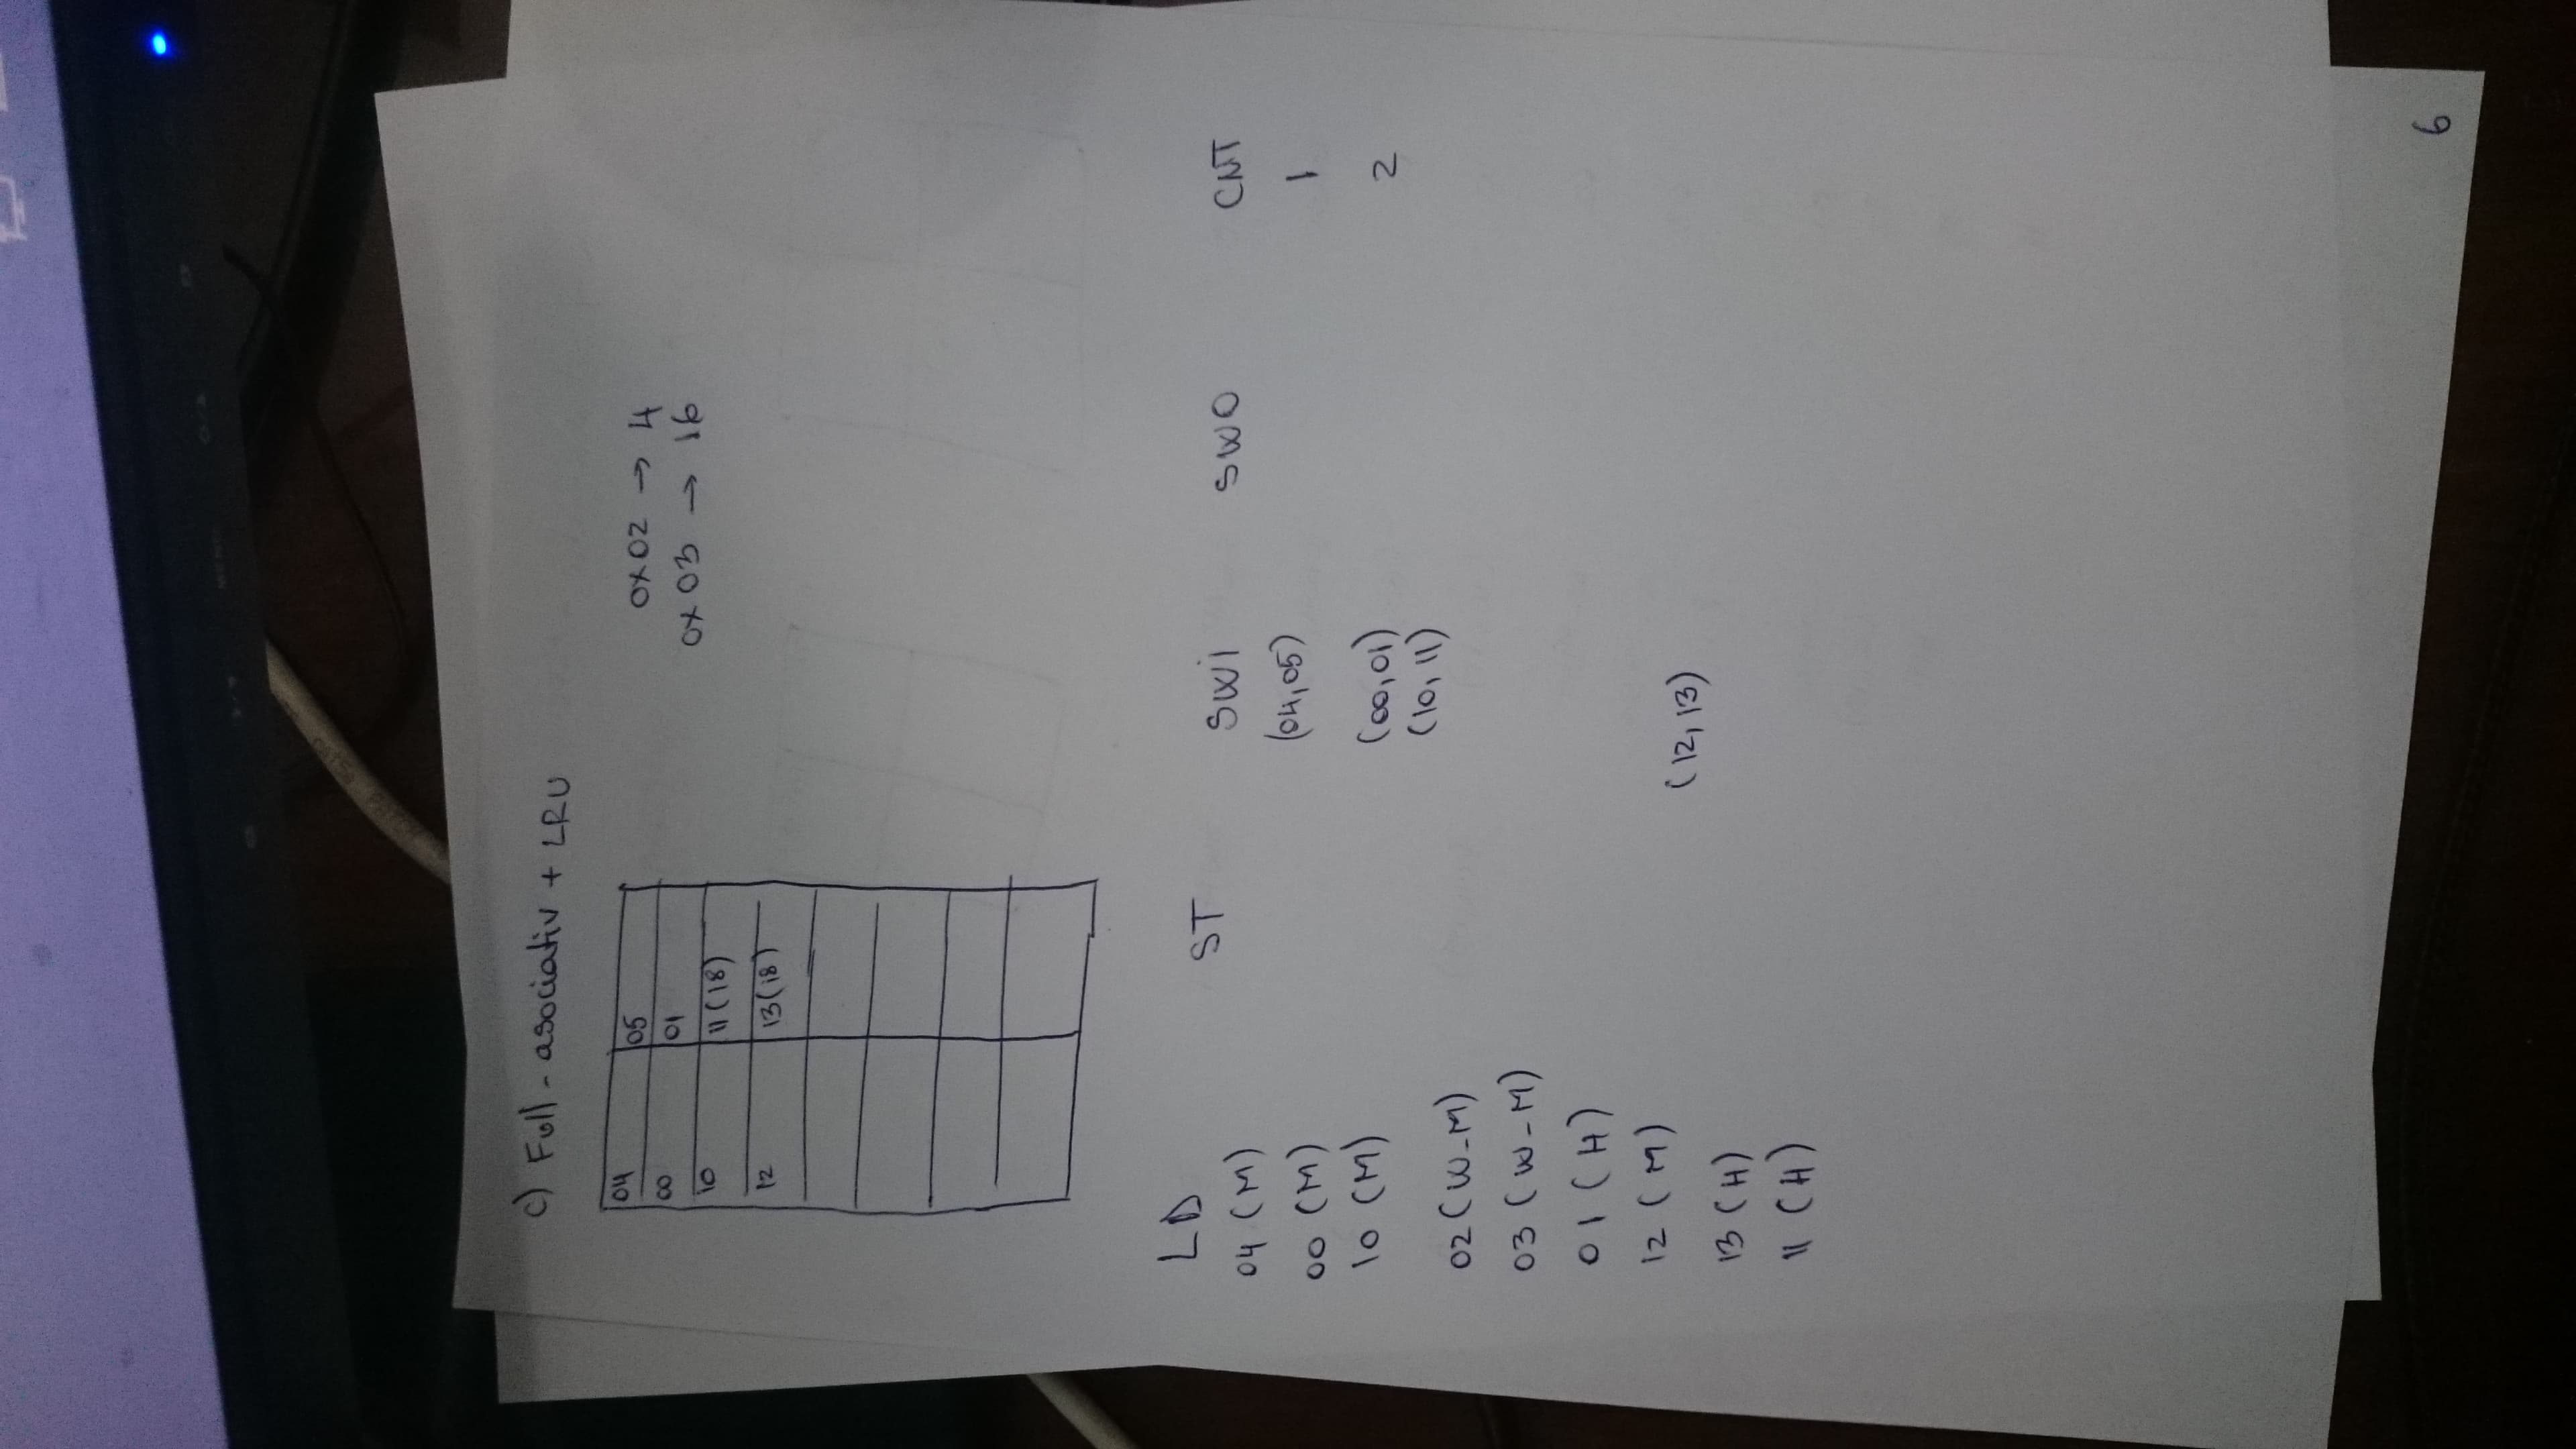 c) Full - asociativ + LRU
04 05
00 01
10 11(18)
12 13(18)
0x02 → 4
0x03 → 16
LD ST SWI SWO CNT
04 (M)
(04,05) 1
00 (M)
10 (M) (00,01) 2
(10, 11)
02 (W-M)
03 (W-M)
01 (H)
12 (M)
(12, 13)
13 (H)
11 (H)
6